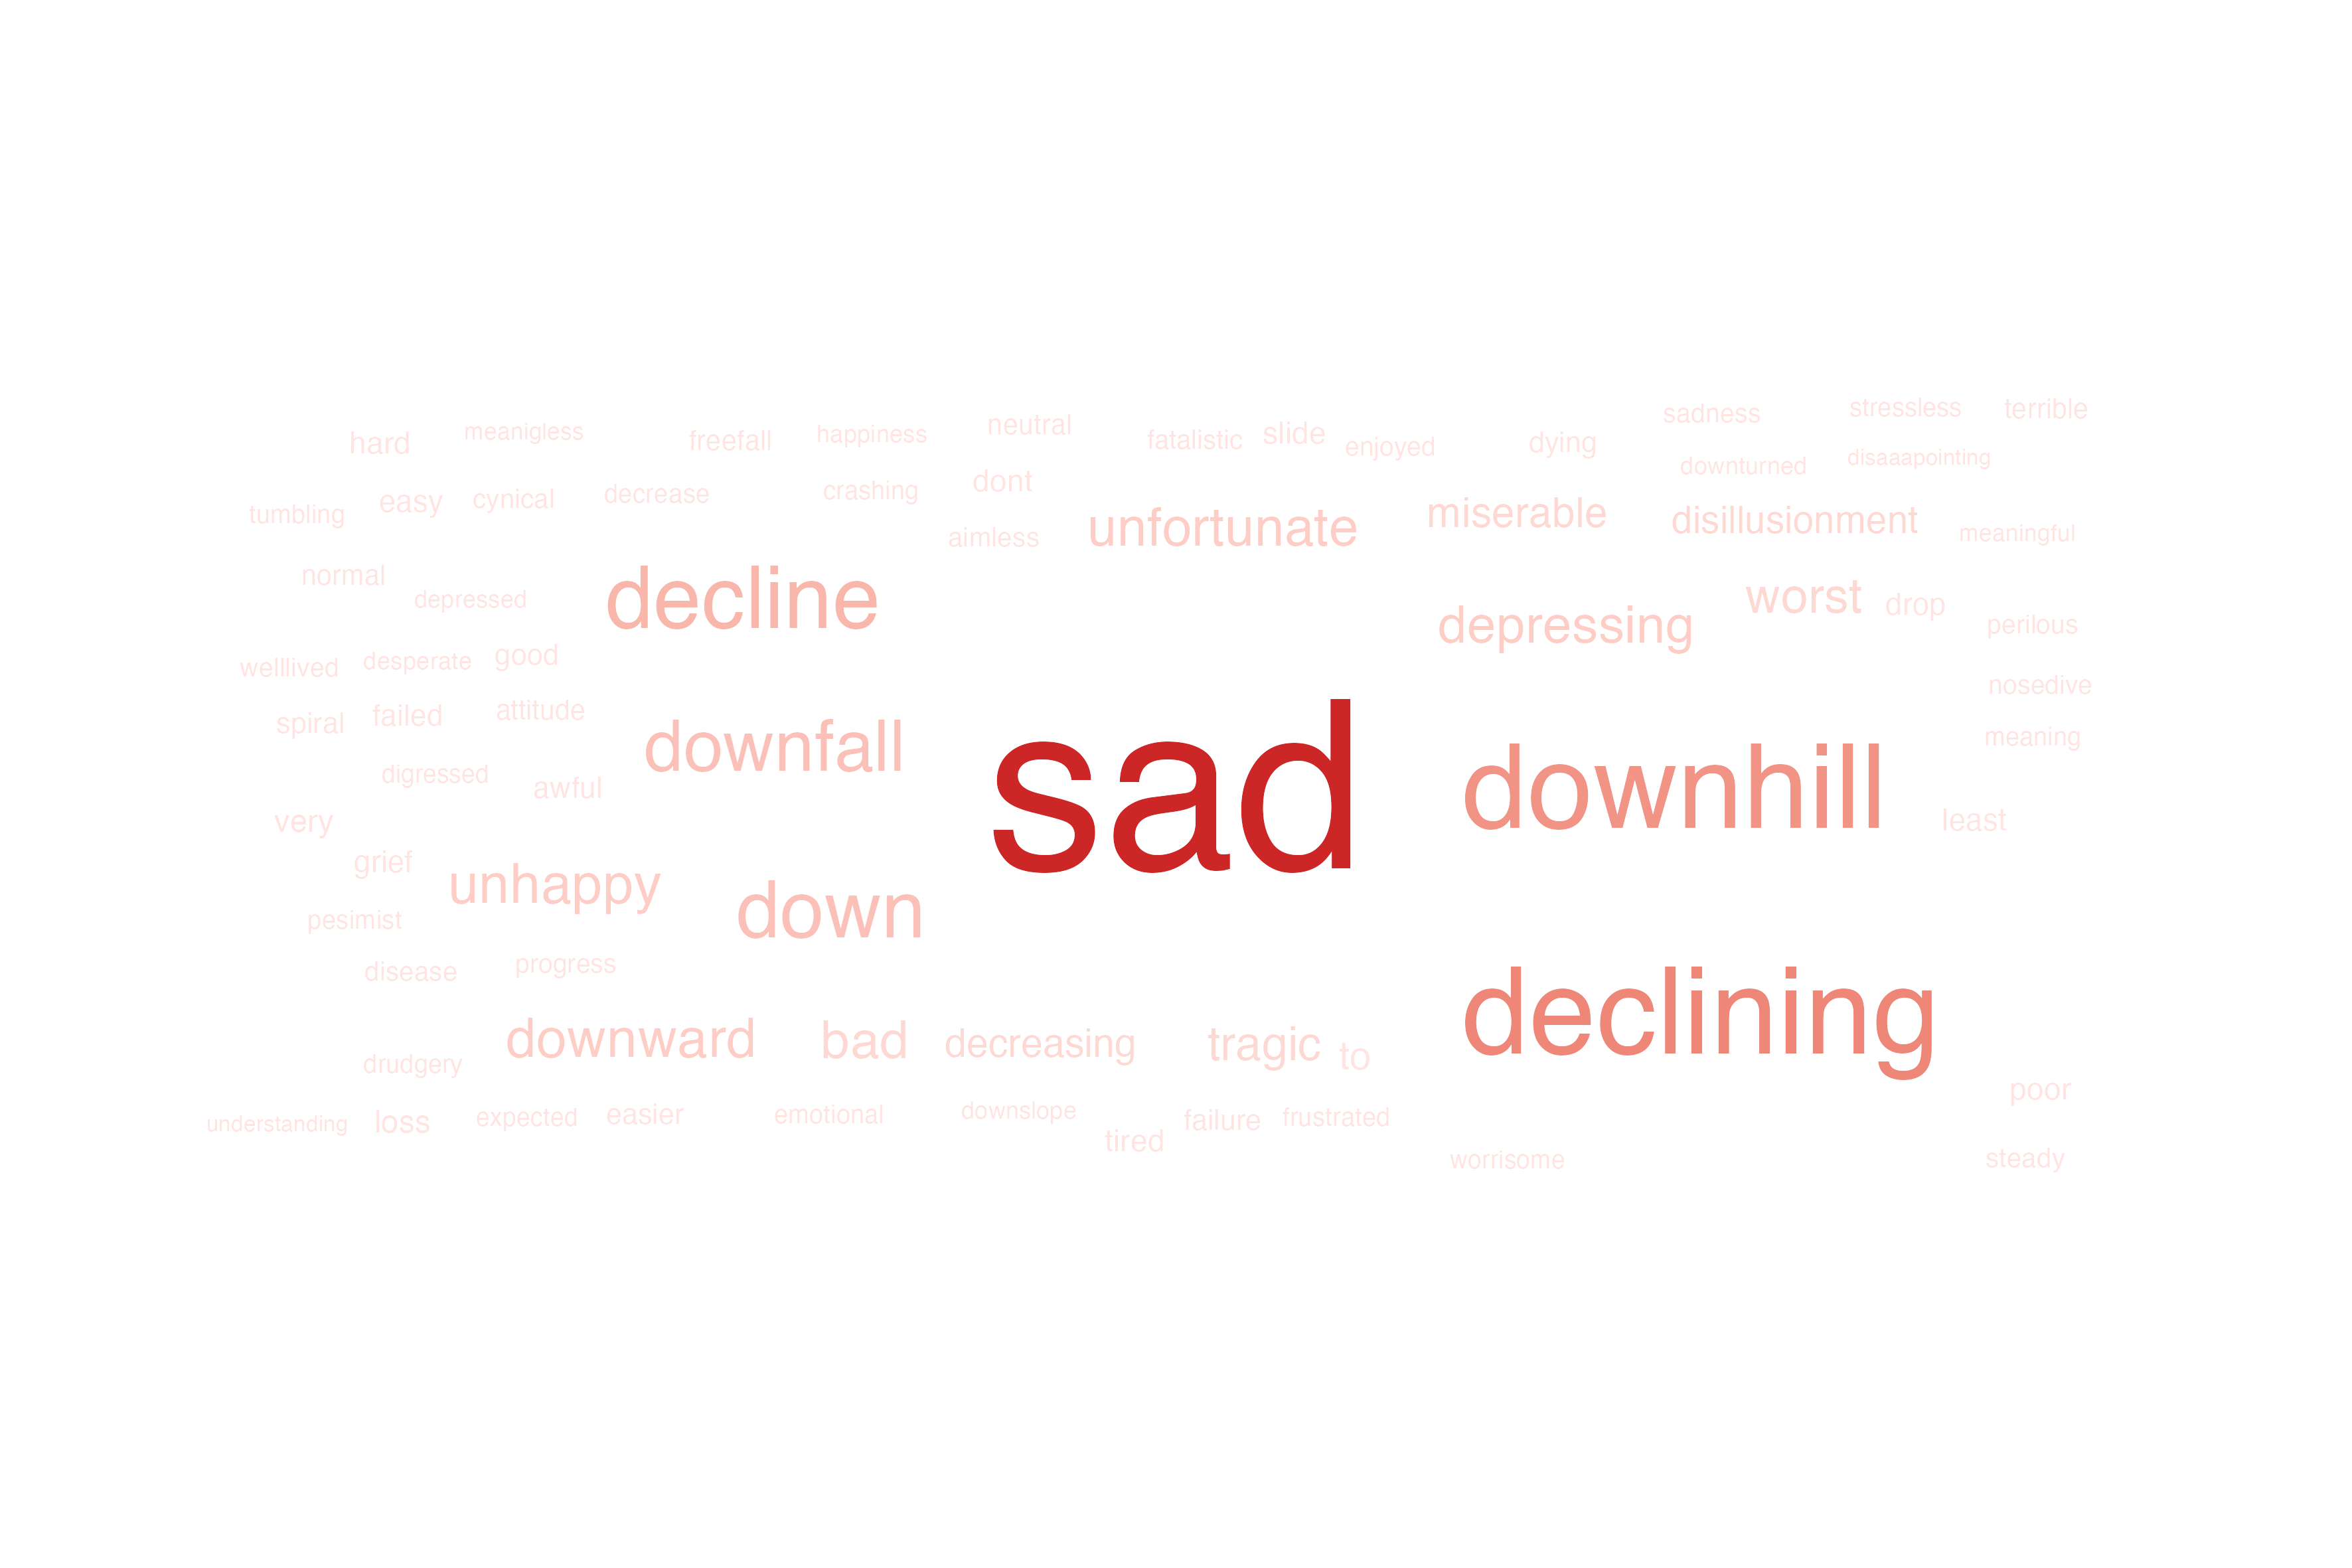 sadness stressless terrible
hard meanigless freefall happiness neutral fatalistic slide enjoyed dying
downturned disaaapointing
tumbling easy cynical decrease crashing dont
aimless unfortunate miserable disillusionment meaningful
normal depressed decline depressing worst drop perilous
welllived desperate good nosedive
spiral failed attitude downfall meaning
digressed awful sad downhill
very least
grief unhappy down
pesimist
disease progress
downward bad decreasing tragic to declining
drudgery poor
understanding loss expected easier emotional downslope tired failure frustrated
worrisome steady